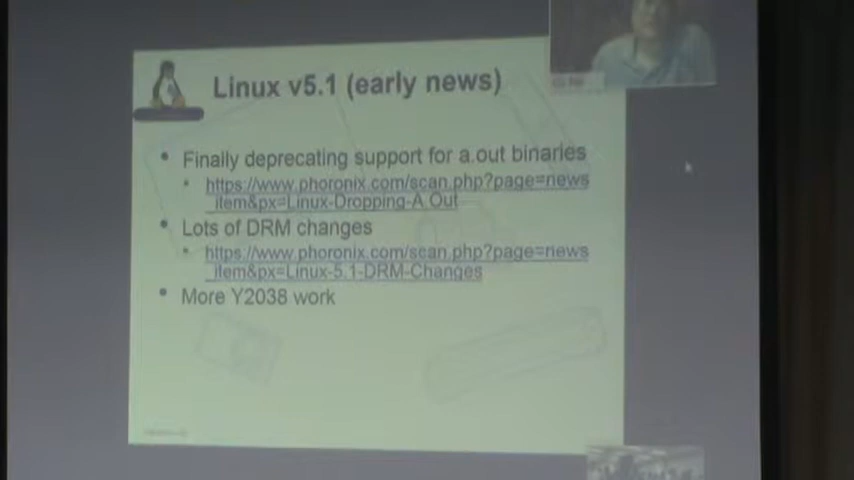 Linux v5.1 (early news)
Finally deprecating support for a.out binaries
https://www.phoronix.com/scan.php?page=news
_item&px=Linux-Dropping-A.Out
Lots of DRM changes
https://www.phoronix.com/scan.php?page=news
_item&px=Linux-5.1-DRM-Changes
More Y2038 work